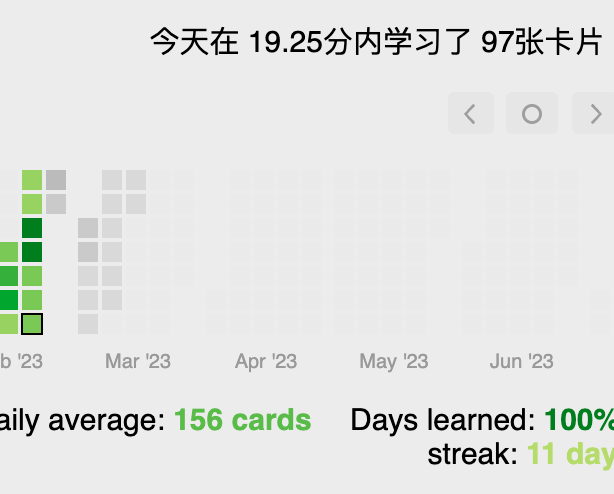 今天在 19.25分内学习了 97张卡片
b '23 Mar '23 Apr '23 May '23 Jun '23
aily average: 156 cards Days learned: 100%
streak: 11 day